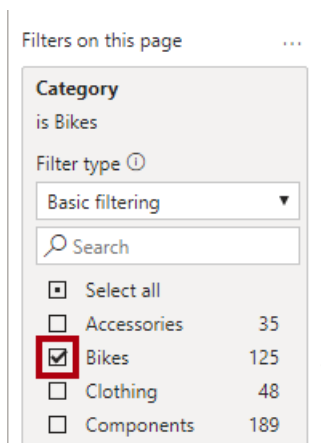 Filters on this page ...
Category
is Bikes
Filter type ⓘ
Basic filtering
Search
Select all
Accessories 35
Bikes 125
Clothing 48
Components 189